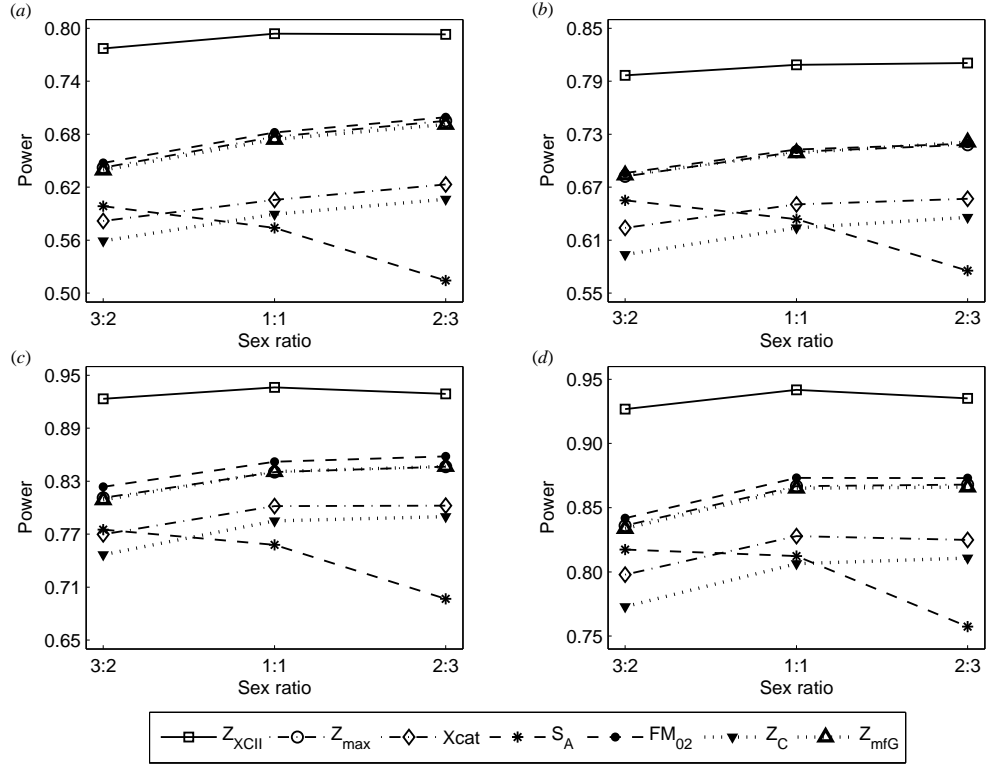 (a)
0.80
0.74
0.68
0.62
0.56
0.50
Power
3:2 1:1 2:3
Sex ratio
(b)
0.85
0.79
0.73
0.67
0.61
0.55
Power
3:2 1:1 2:3
Sex ratio
(c)
0.95
0.89
0.83
0.77
0.71
0.65
Power
3:2 1:1 2:3
Sex ratio
(d)
0.95
0.90
0.85
0.80
0.75
Power
3:2 1:1 2:3
Sex ratio
Z_XCII Z_max Xcat S_A FM_02 Z_C Z_mfG